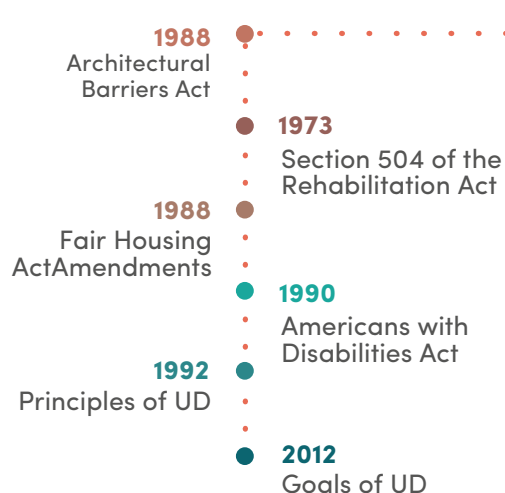 1988
Architectural
Barriers Act
1973
Section 504 of the
Rehabilitation Act
1988
Fair Housing
ActAmendments
1990
Americans with
Disabilities Act
1992
Principles of UD
2012
Goals of UD